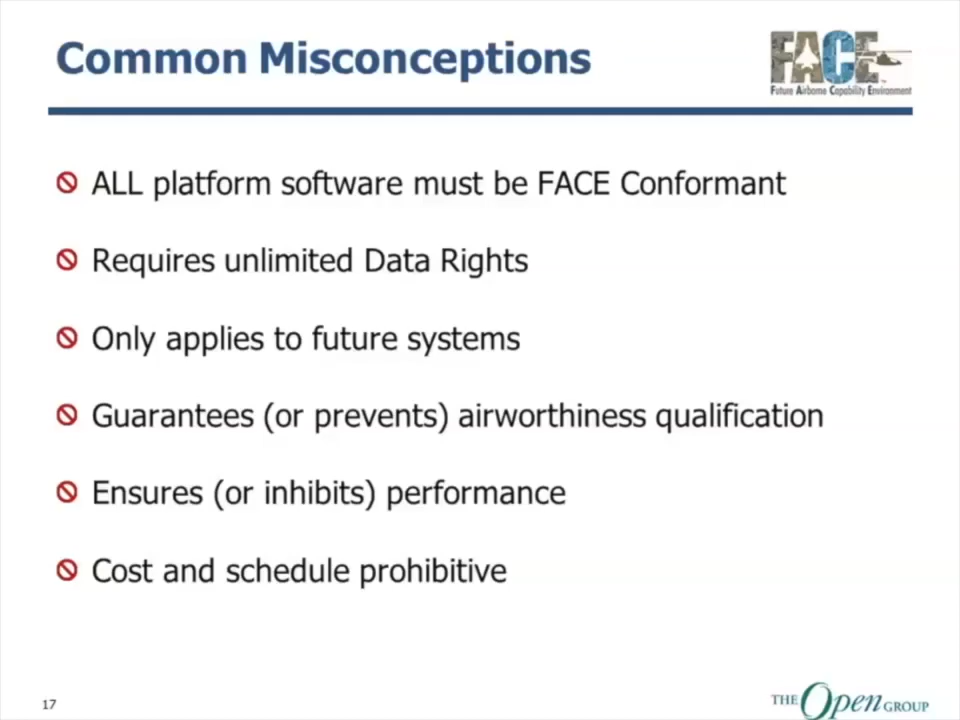 Common Misconceptions
FACE
Future Airborne Capability Environment
ALL platform software must be FACE Conformant
Requires unlimited Data Rights
Only applies to future systems
Guarantees (or prevents) airworthiness qualification
Ensures (or inhibits) performance
Cost and schedule prohibitive
17
THE Open GROUP